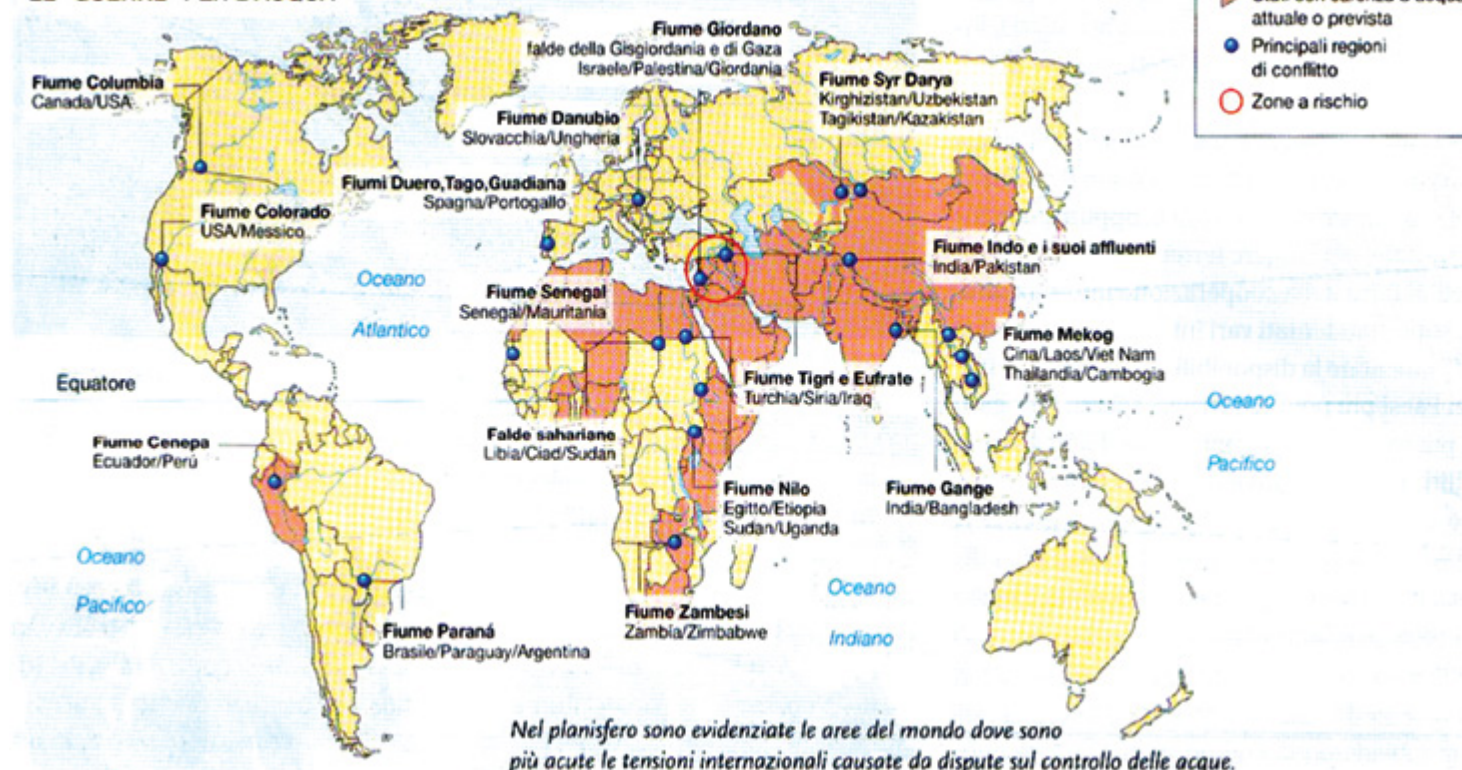 Fiume Giordano
falde della Gisgiordania e di Gaza
Israele/Palestina/Giordania
attuale o prevista
Principali regioni
di conflitto
Zone a rischio
Fiume Columbia
Canada/USA
Fiume Syr Darya
Kirghizistan/Uzbekistan
Tagikistan/Kazakistan
Fiume Danubio
Slovacchia/Ungheria
Fiumi Duero,Tago,Guadiana
Spagna/Portogallo
Fiume Colorado
USA/Messico
Fiume Indo e i suoi affluenti
India/Pakistan
Oceano
Atlantico
Fiume Senegal
Senegal/Mauritania
Fiume Mekog
Cina/Laos/Viet Nam
Thailandia/Cambogia
Equatore
Fiume Tigri e Eufrate
Turchia/Siria/Iraq
Oceano
Pacifico
Fiume Cenepa
Ecuador/Perú
Falde sahariane
Libia/Ciad/Sudan
Fiume Nilo
Egitto/Etiopia
Sudan/Uganda
Fiume Gange
India/Bangladesh
Oceano
Pacifico
Oceano
Indiano
Fiume Zambesi
Zambia/Zimbabwe
Fiume Paraná
Brasile/Paraguay/Argentina
Nel planisfero sono evidenziate le aree del mondo dove sono
più acute le tensioni internazionali causate da dispute sul controllo delle acque.